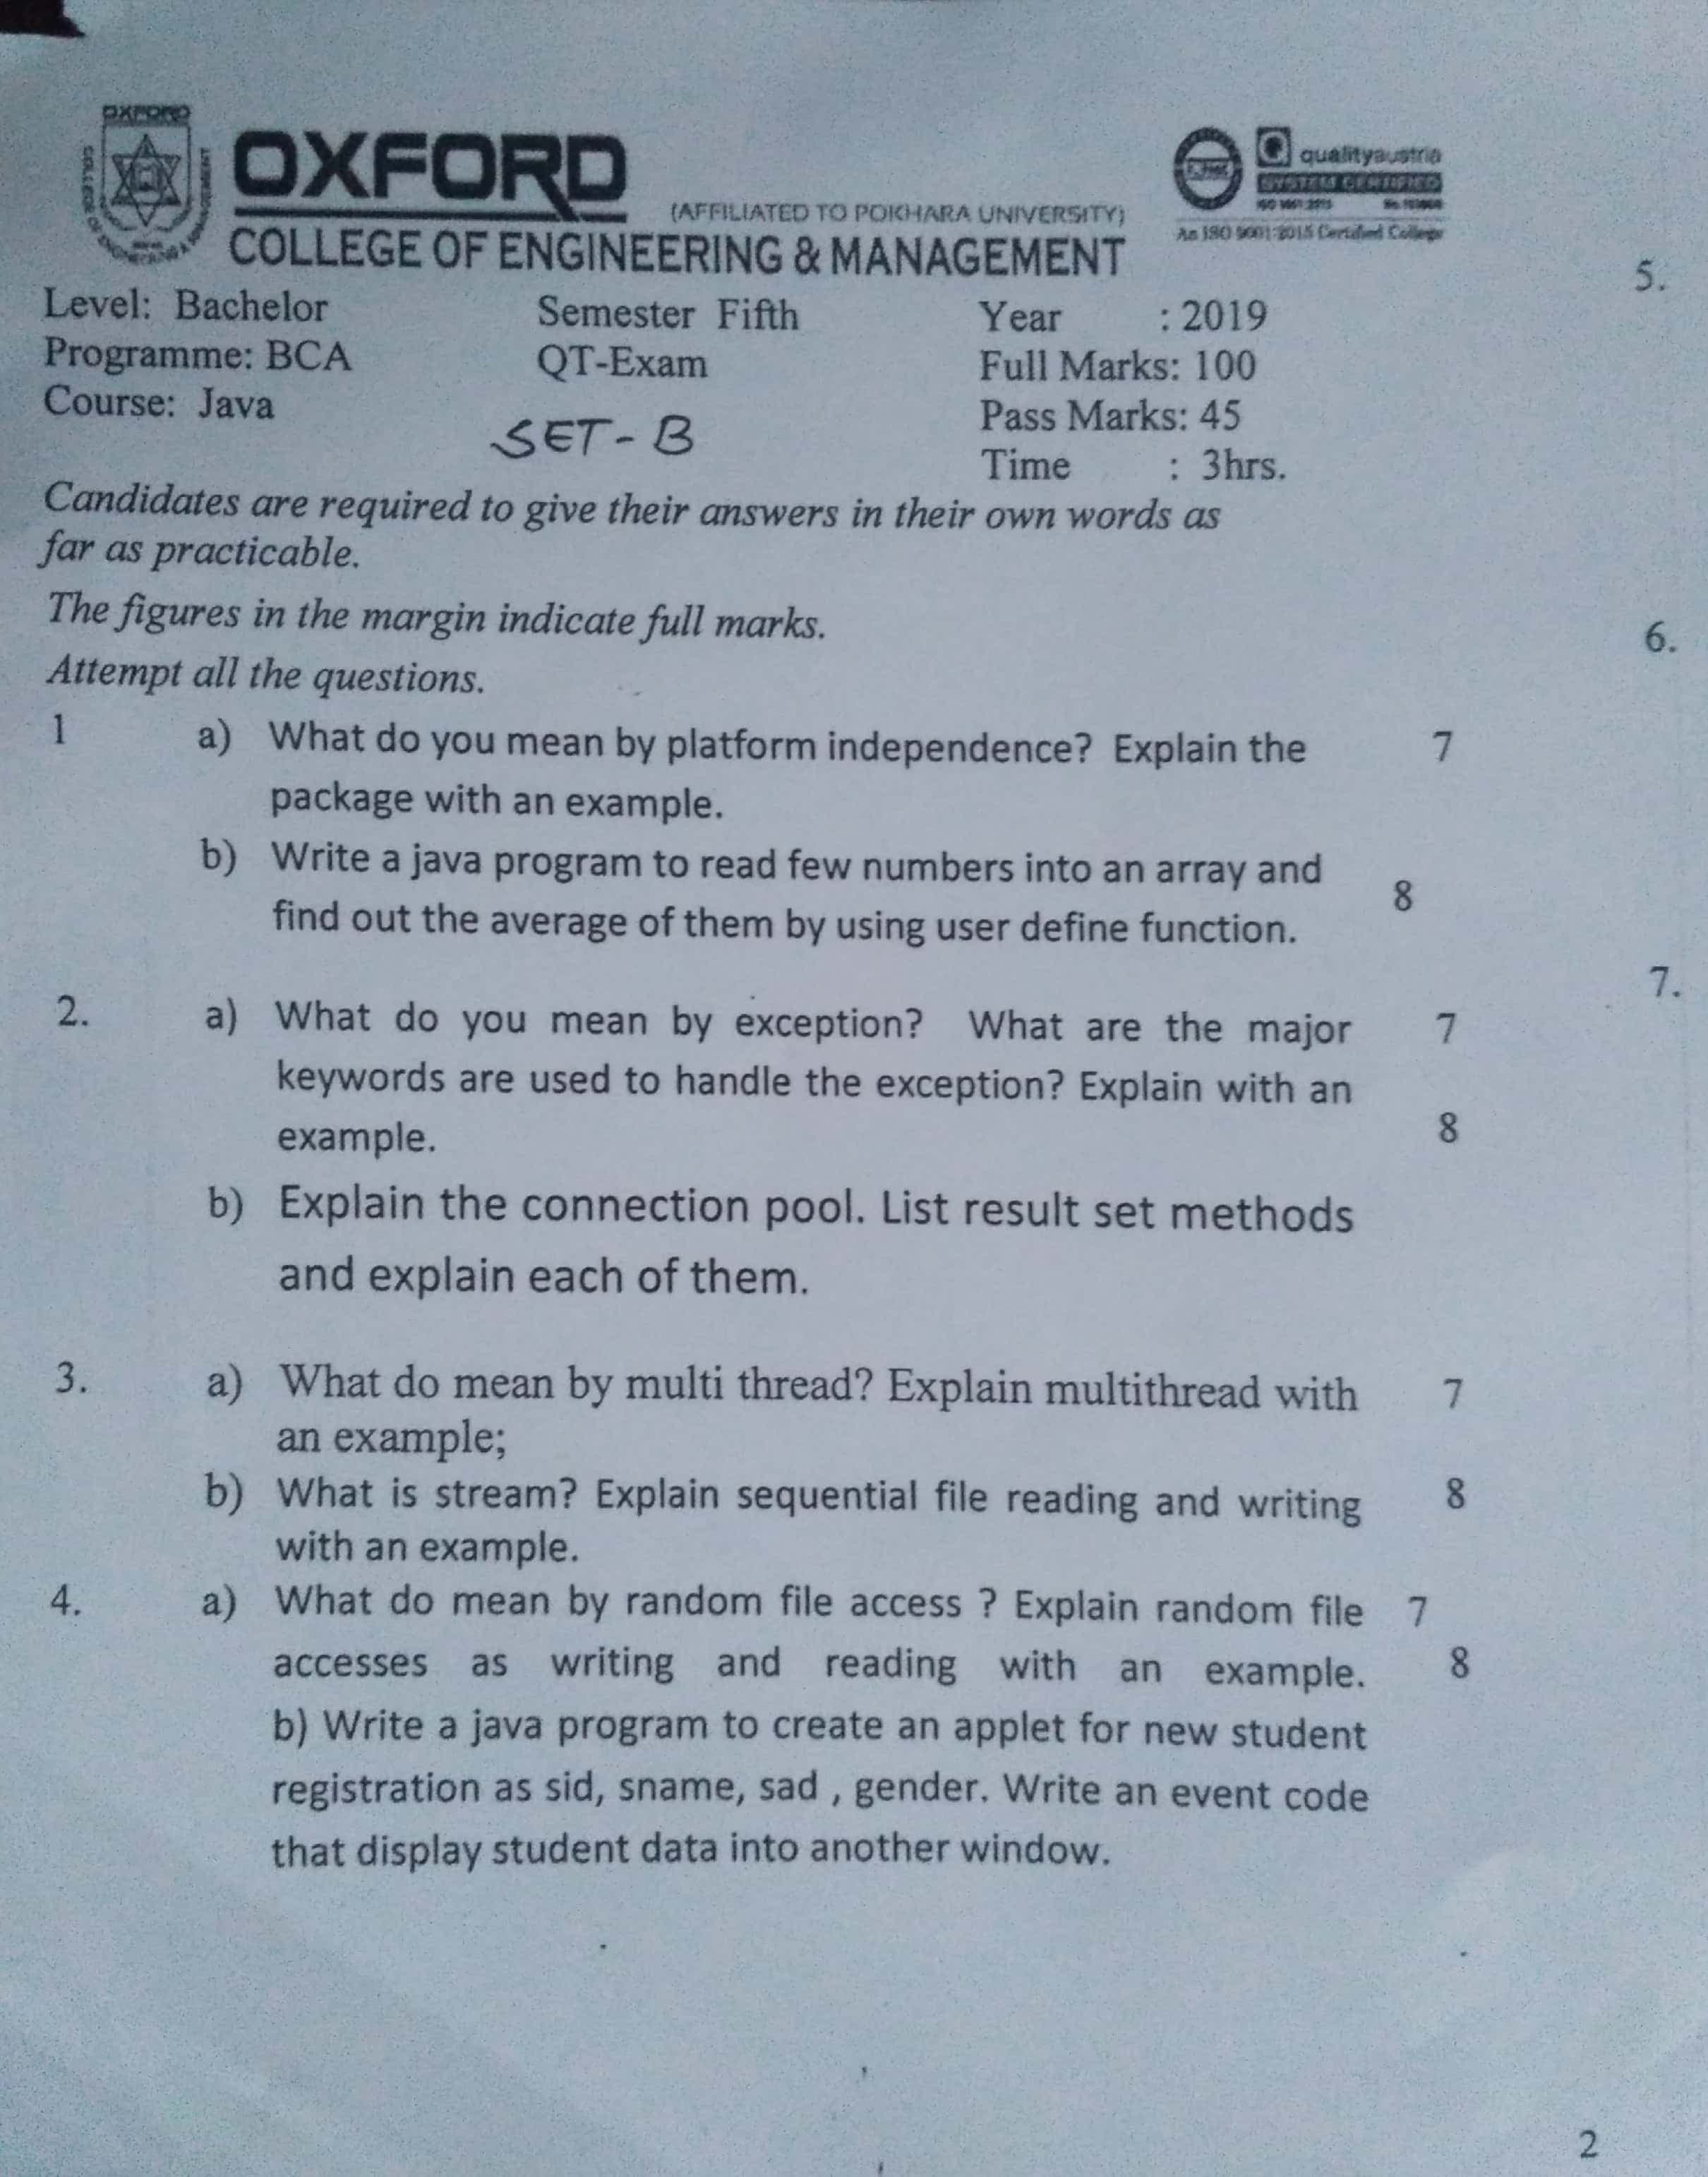 OXFORD
OXFORD
(AFFILIATED TO POKHARA UNIVERSITY)
COLLEGE OF ENGINEERING & MANAGEMENT
qualityaustria
SYSTEM CERTIFIED
An ISO 9001:2015 Certified College
Level: Bachelor Semester Fifth Year : 2019
Programme: BCA QT-Exam Full Marks: 100
Course: Java Pass Marks: 45
SET-B
Time : 3hrs.
Candidates are required to give their answers in their own words as
far as practicable.
The figures in the margin indicate full marks.
Attempt all the questions.
1 a) What do you mean by platform independence? Explain the 7
package with an example.
b) Write a java program to read few numbers into an array and 8
find out the average of them by using user define function.
2. a) What do you mean by exception? What are the major 7
keywords are used to handle the exception? Explain with an
example. 8
b) Explain the connection pool. List result set methods
and explain each of them.
3. a) What do mean by multi thread? Explain multithread with 7
an example;
b) What is stream? Explain sequential file reading and writing 8
with an example.
4. a) What do mean by random file access ? Explain random file 7
accesses as writing and reading with an example. 8
b) Write a java program to create an applet for new student
registration as sid, sname, sad , gender. Write an event code
that display student data into another window.
5.
6.
7.
2